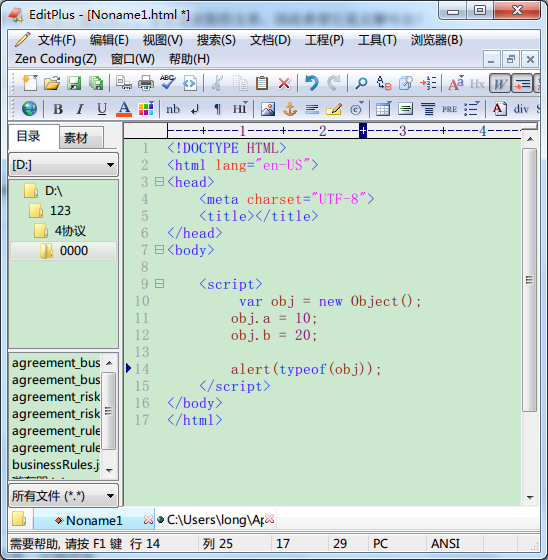 EditPlus - [Noname1.html *]
文件(F) 编辑(E) 视图(V) 搜索(S) 文档(D) 工程(P) 工具(T) 浏览器(B)
Zen Coding(Z) 窗口(W) 帮助(H)
B I U A nb ¶ HI PRE div S
目录 素材
[D:]
D:\
123
4协议
0000
agreement_bus
agreement_bus
agreement_risk
agreement_risk
agreement_rule
agreement_rule
businessRules.j
所有文件 (*.*)
----+----1----+----2----+----3----+----4----
1 <!DOCTYPE HTML>
2 <html lang="en-US">
3 <head>
4 <meta charset="UTF-8">
5 <title></title>
6 </head>
7 <body>
8
9 <script>
10 var obj = new Object();
11 obj.a = 10;
12 obj.b = 20;
13
14 alert(typeof(obj));
15 </script>
16 </body>
17 </html>
Noname1 C:\Users\long\Ap
需要帮助, 请按 F1 键 行 14 列 25 17 29 PC ANSI